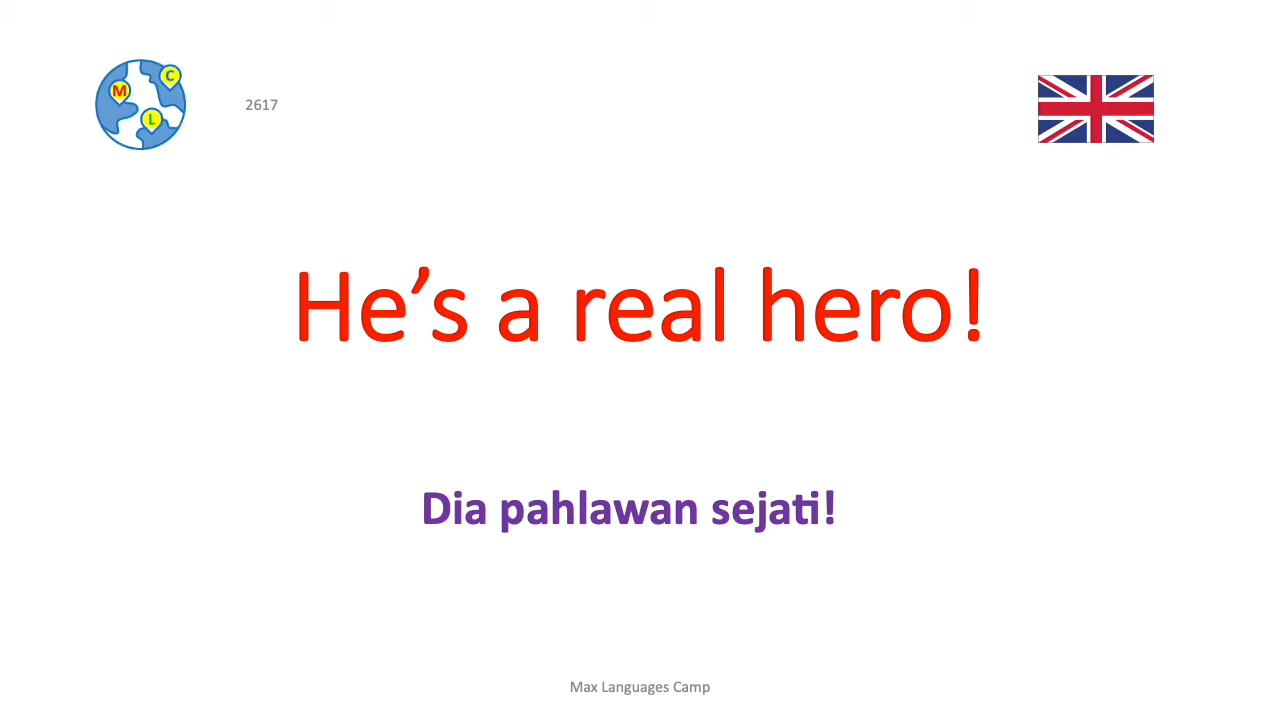 M
C
L
2617
He’s a real hero!
Dia pahlawan sejati!
Max Languages Camp